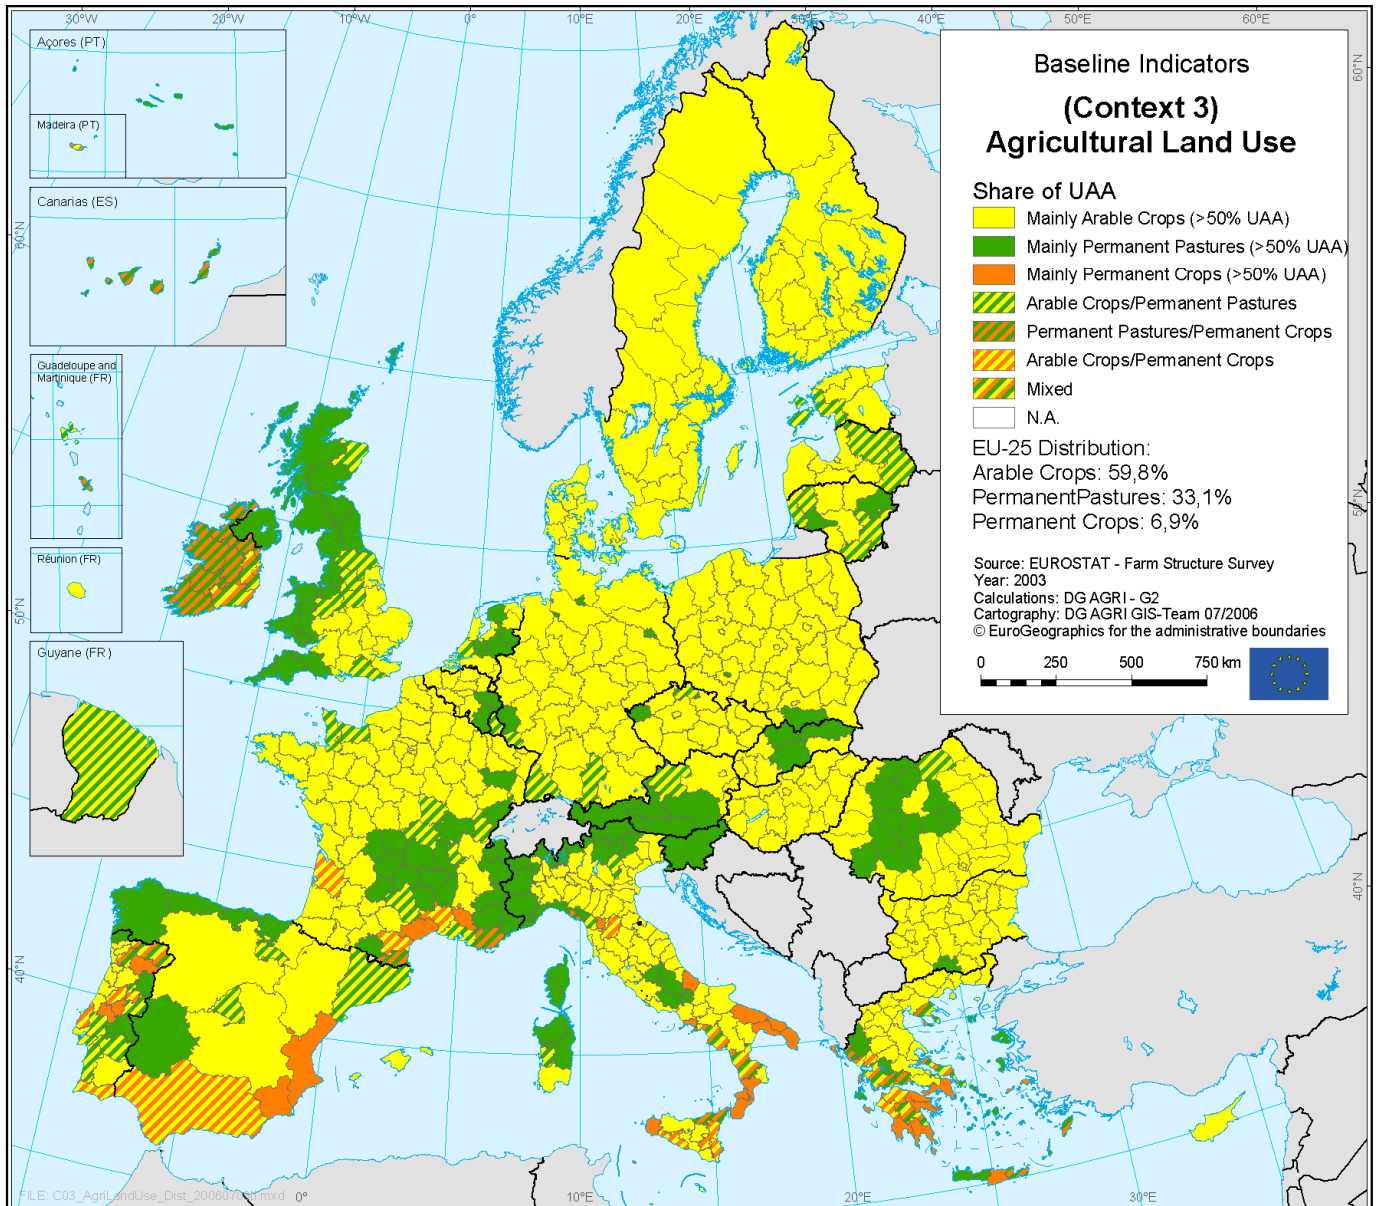 30°W
20°W
10°W
0°
10°E
20°E
30°E
40°E
50°E
60°E
Açores (PT)
Madeira (PT)
Canarias (ES)
Guadeloupe and
Martinique (FR)
Réunion (FR)
Guyane (FR)
60°N
50°N
40°N
60°N
50°N
40°N
Baseline Indicators
(Context 3)
Agricultural Land Use
Share of UAA
Mainly Arable Crops (>50% UAA)
Mainly Permanent Pastures (>50% UAA)
Mainly Permanent Crops (>50% UAA)
Arable Crops/Permanent Pastures
Permanent Pastures/Permanent Crops
Arable Crops/Permanent Crops
Mixed
N.A.
EU-25 Distribution:
Arable Crops: 59,8%
PermanentPastures: 33,1%
Permanent Crops: 6,9%
Source: EUROSTAT - Farm Structure Survey
Year: 2003
Calculations: DG AGRI - G2
Cartography: DG AGRI GIS-Team 07/2006
© EuroGeographics for the administrative boundaries
0 250 500 750 km
0°
10°E
20°E
30°E